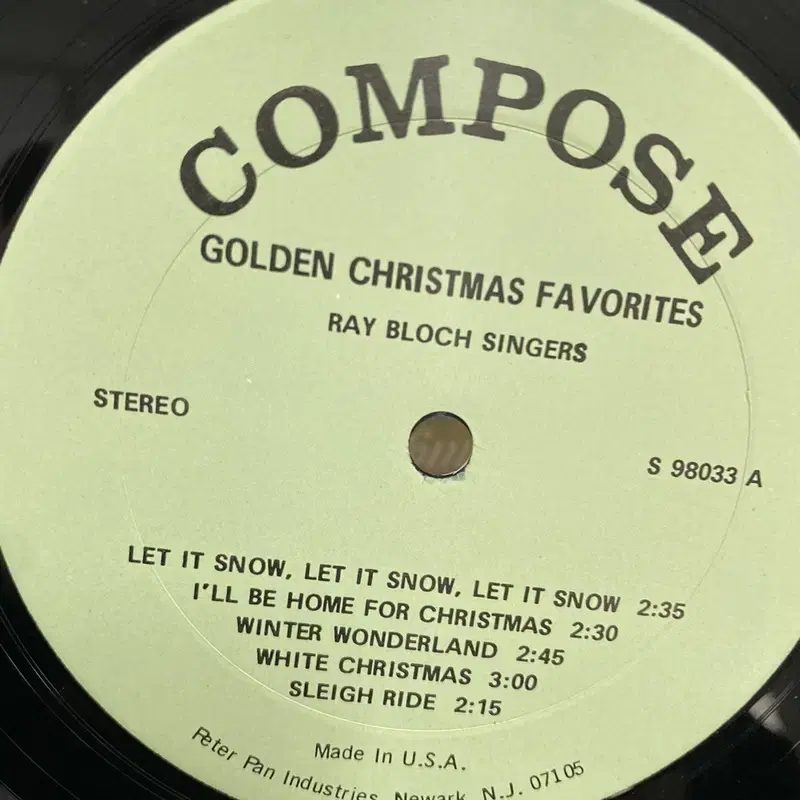 COMPOSE
GOLDEN CHRISTMAS FAVORITES
RAY BLOCH SINGERS
STEREO
S 98033 A
LET IT SNOW, LET IT SNOW, LET IT SNOW 2:35
I'LL BE HOME FOR CHRISTMAS 2:30
WINTER WONDERLAND 2:45
WHITE CHRISTMAS 3:00
SLEIGH RIDE 2:15
Made In U.S.A.
Peter Pan Industries, Newark, N.J. 07105